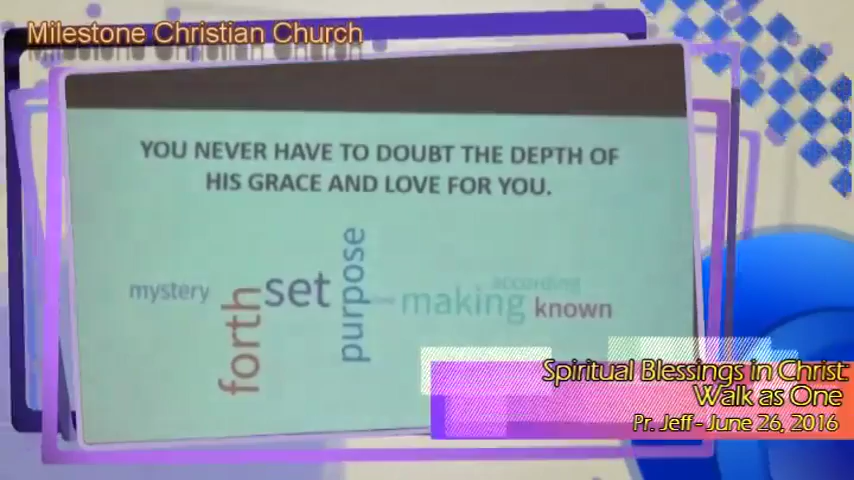 Milestone Christian Church
YOU NEVER HAVE TO DOUBT THE DEPTH OF
HIS GRACE AND LOVE FOR YOU.
mystery
forth
set
purpose
according
making
known
Spiritual Blessings in Christ:
Walk as One
Pr. Jeff - June 26, 2016